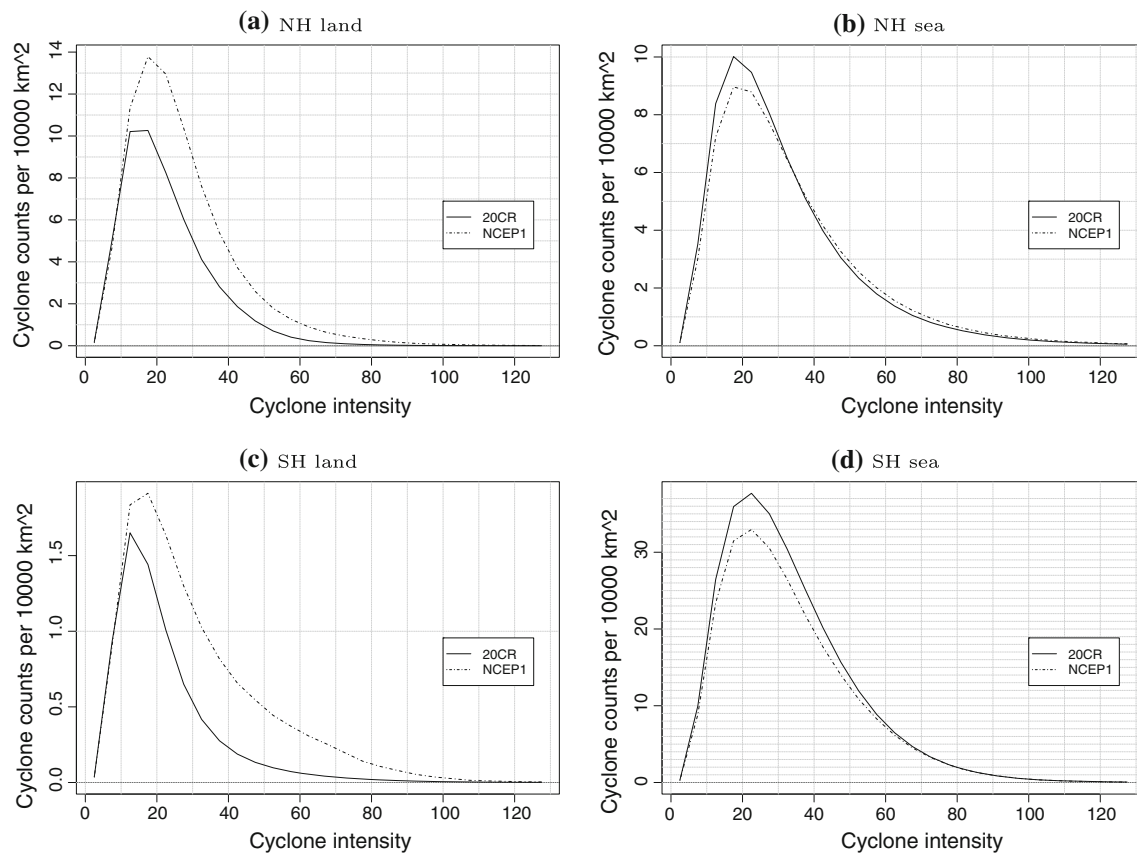 (a) NH land
Cyclone counts per 10000 km^2
0 2 4 6 8 10 12 14
0 20 40 60 80 100 120
Cyclone intensity
20CR
NCEP1
(b) NH sea
Cyclone counts per 10000 km^2
0 2 4 6 8 10
0 20 40 60 80 100 120
Cyclone intensity
20CR
NCEP1
(c) SH land
Cyclone counts per 10000 km^2
0.0 0.5 1.0 1.5
0 20 40 60 80 100 120
Cyclone intensity
20CR
NCEP1
(d) SH sea
Cyclone counts per 10000 km^2
0 10 20 30
0 20 40 60 80 100 120
Cyclone intensity
20CR
NCEP1